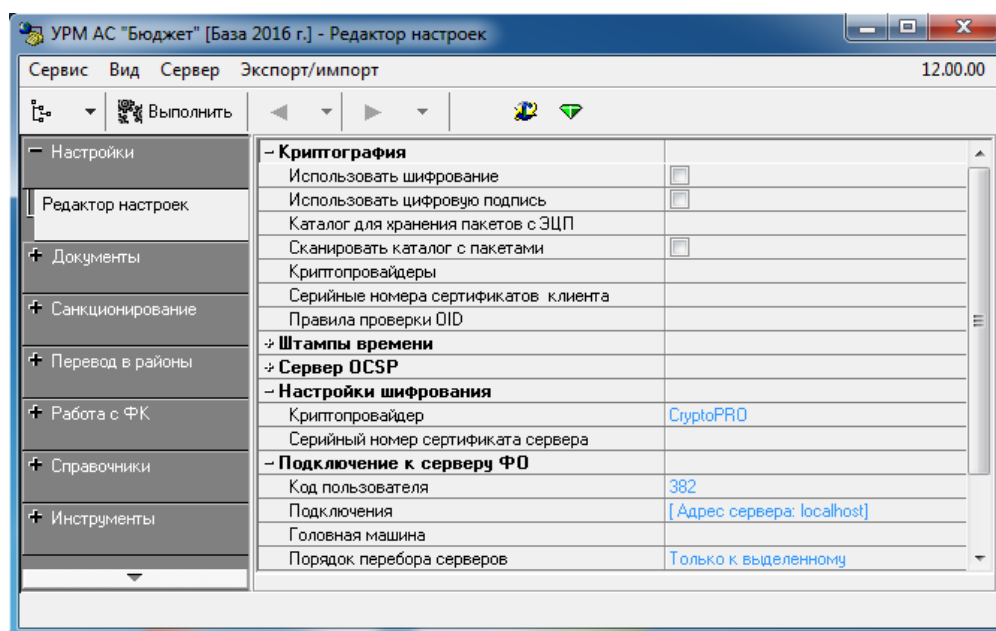 УРМ АС "Бюджет" [База 2016 г.] - Редактор настроек
Сервис Вид Сервер Экспорт/импорт 12.00.00
Выполнить
Настройки
Редактор настроек
Документы
Санкционирование
Перевод в районы
Работа с ФК
Справочники
Инструменты
Криптография
Использовать шифрование
Использовать цифровую подпись
Каталог для хранения пакетов с ЭЦП
Сканировать каталог с пакетами
Криптопровайдеры
Серийные номера сертификатов клиента
Правила проверки OID
Штампы времени
Сервер OCSP
Настройки шифрования
Криптопровайдер CryptoPRO
Серийный номер сертификата сервера
Подключение к серверу ФО
Код пользователя 382
Подключения [ Адрес сервера: localhost]
Головная машина
Порядок перебора серверов Только к выделенному